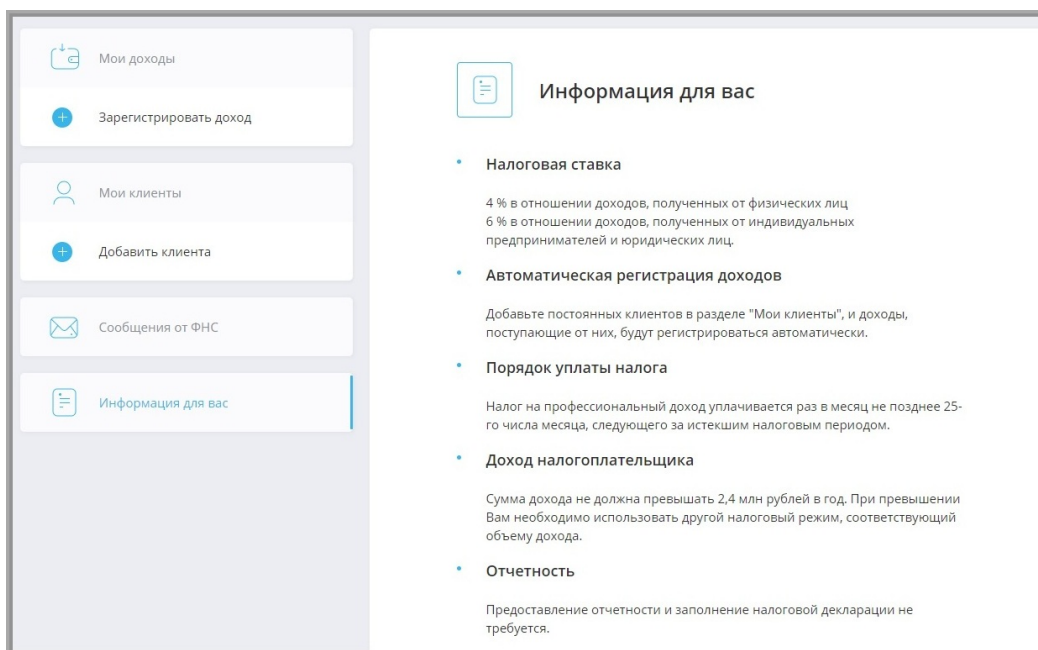 Мои доходы
Зарегистрировать доход
Мои клиенты
Добавить клиента
Сообщения от ФНС
Информация для вас
Информация для вас
Налоговая ставка
4 % в отношении доходов, полученных от физических лиц
6 % в отношении доходов, полученных от индивидуальных
предпринимателей и юридических лиц.
Автоматическая регистрация доходов
Добавьте постоянных клиентов в разделе "Мои клиенты", и доходы,
поступающие от них, будут регистрироваться автоматически.
Порядок уплаты налога
Налог на профессиональный доход уплачивается раз в месяц не позднее 25-
го числа месяца, следующего за истекшим налоговым периодом.
Доход налогоплательщика
Сумма дохода не должна превышать 2,4 млн рублей в год. При превышении
Вам необходимо использовать другой налоговый режим, соответствующий
объему дохода.
Отчетность
Предоставление отчетности и заполнение налоговой декларации не
требуется.